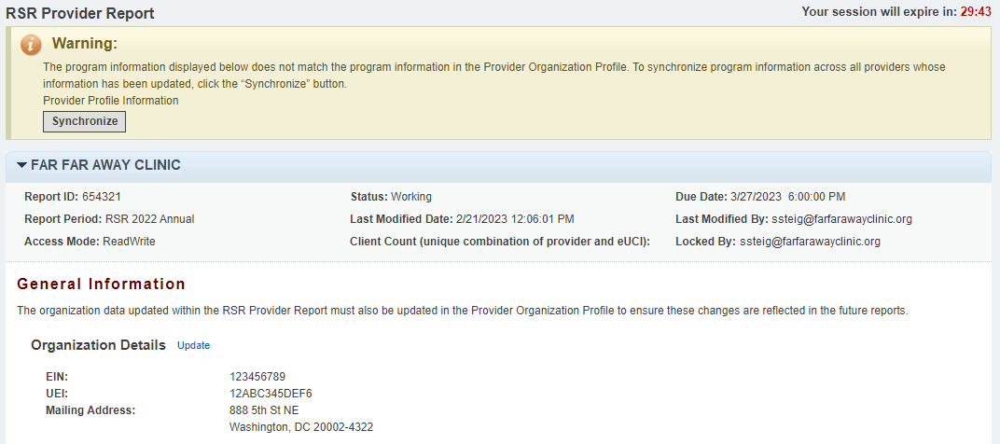 RSR Provider Report
Your session will expire in: 29:43
Warning:
The program information displayed below does not match the program information in the Provider Organization Profile. To synchronize program information across all providers whose
information has been updated, click the “Synchronize” button.
Provider Profile Information
Synchronize
FAR FAR AWAY CLINIC
Report ID: 654321
Status: Working
Due Date: 3/27/2023 6:00:00 PM
Report Period: RSR 2022 Annual
Last Modified Date: 2/21/2023 12:06:01 PM
Last Modified By: ssteig@farfarawayclinic.org
Access Mode: ReadWrite
Client Count (unique combination of provider and eUCI):
Locked By: ssteig@farfarawayclinic.org
General Information
The organization data updated within the RSR Provider Report must also be updated in the Provider Organization Profile to ensure these changes are reflected in the future reports.
Organization Details Update
EIN: 123456789
UEI: 12ABC345DEF6
Mailing Address: 888 5th St NE
Washington, DC 20002-4322